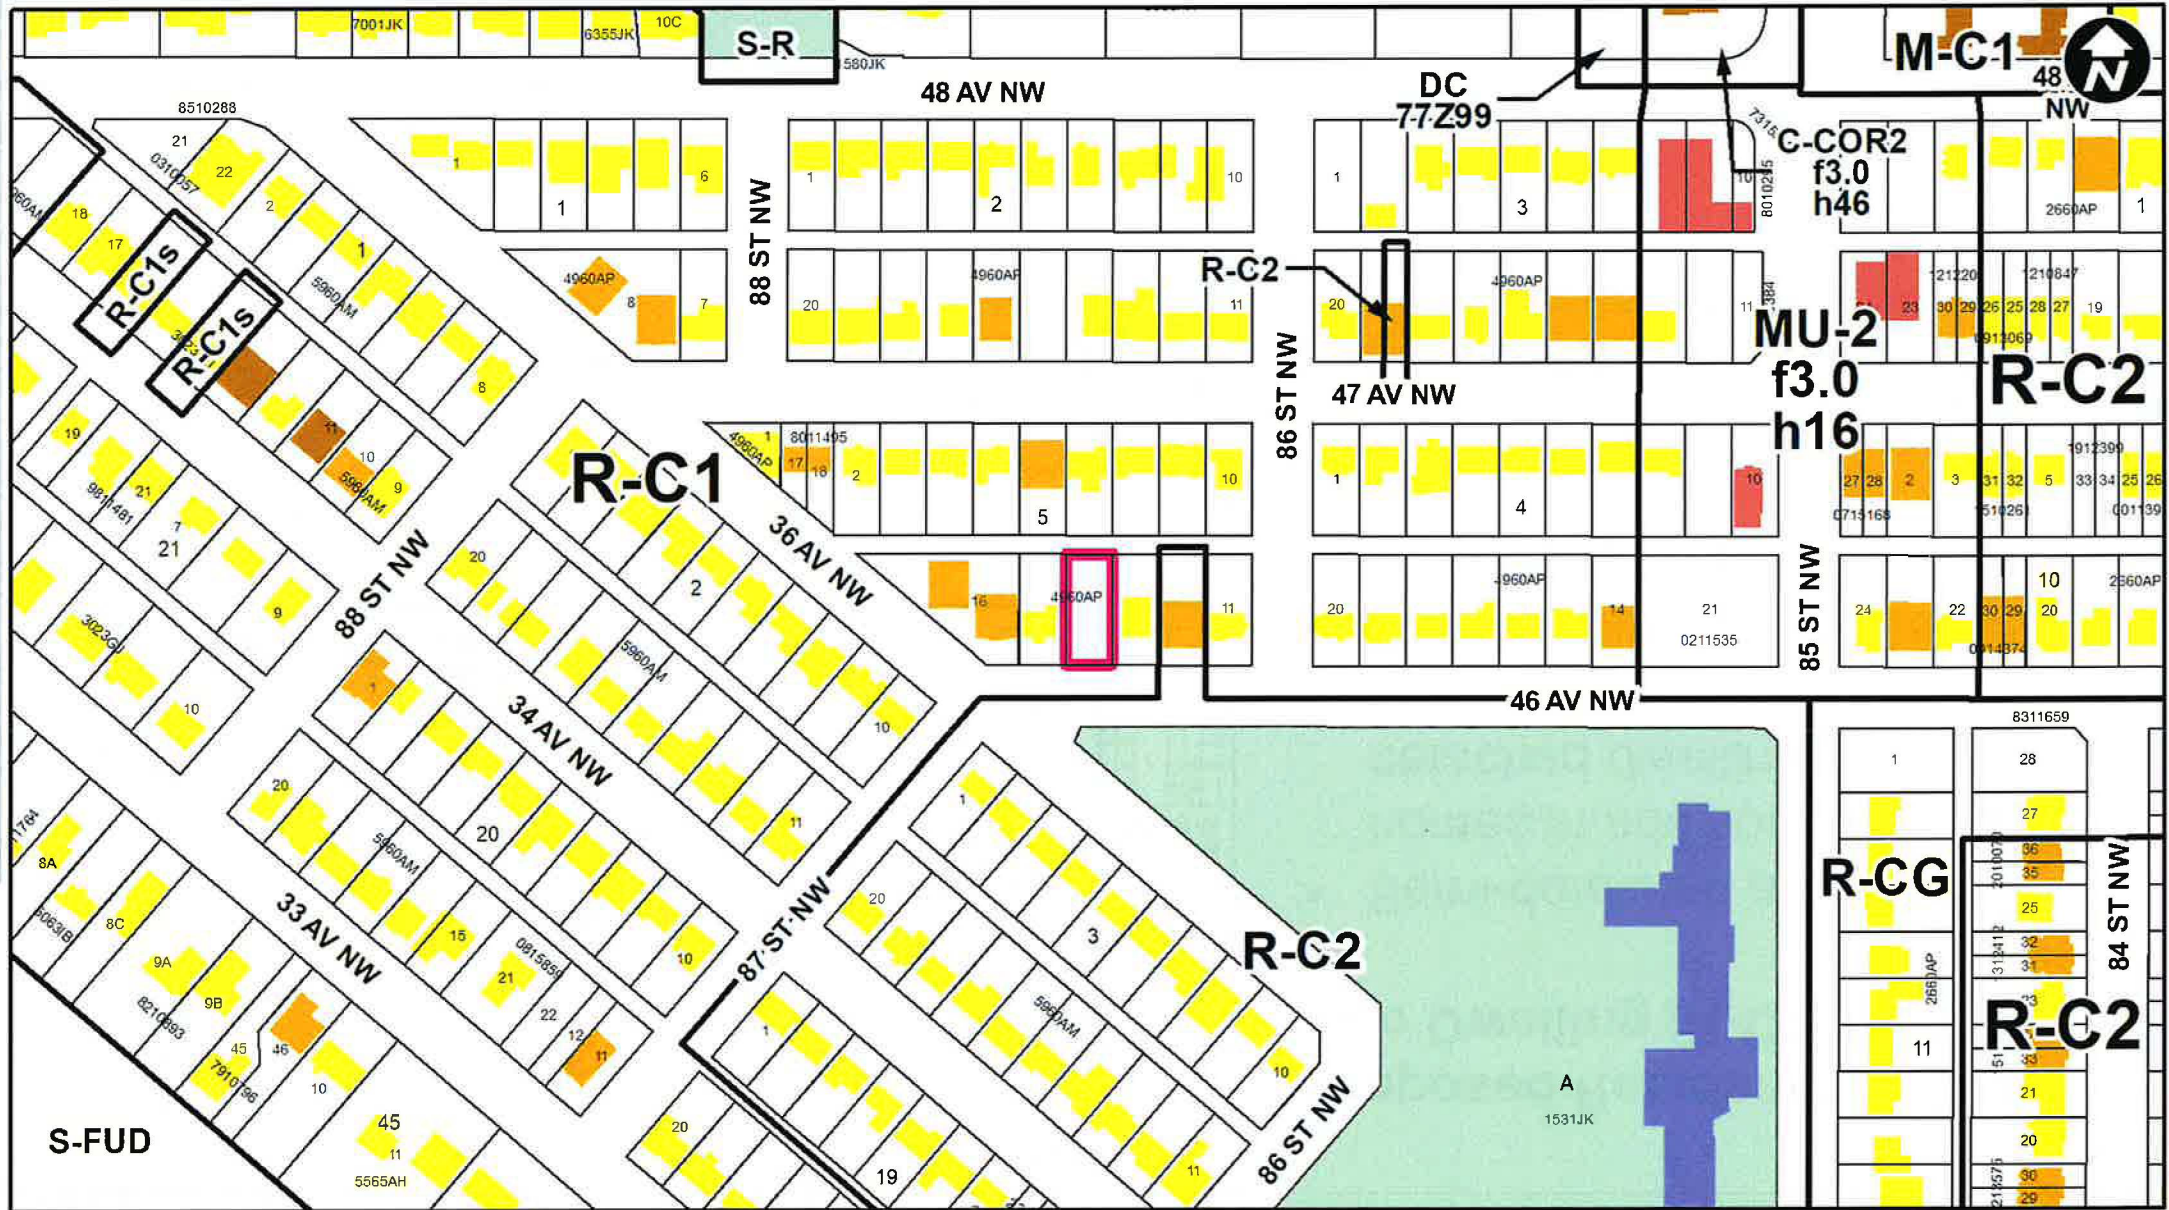 7001JK
6355JK
10C
S-R
580JK
48 AV NW
DC
77Z99
M-C1
48
NW
N
C-COR2
f3.0
h46
8510288
21
0310057
22
2
1
5960AM
8
18
17
R-C1s
R-C1s
11
10
5960AM
9
1
6
1
88 ST NW
1
2
10
1
3
10
8010295
2660AP
1
4960AP
8
7
20
4960AP
11
R-C2
20
4960AP
11
23
30
29
26
25
28
27
19
1210847
MU-2
f3.0
h16
R-C2
86 ST NW
47 AV NW
19
21
9811481
7
21
9
R-C1
4960AP
1
8011495
17
18
2
5
10
1
4
10
27
28
2
3
31
32
5
1912399
33
34
25
26
0715168
36 AV NW
88 ST NW
20
2
5960AM
10
11
16
4960AP
11
20
4960AP
14
21
0211535
85 ST NW
24
22
30
29
10
20
2660AP
0914374
46 AV NW
3023GU
10
1
34 AV NW
20
10
20
5960AM
15
0815859
21
22
12
11
33 AV NW
8A
8C
5063IB
9A
9B
8210893
45
46
7910796
10
45
11
5565AH
S-FUD
87 ST NW
1
3
10
20
5960AM
11
1
19
20
R-C2
86 ST NW
A
1531JK
8311659
1
28
27
36
35
25
R-CG
84 ST NW
32
31
2660AP
23
R-C2
11
33
21
20
30
29